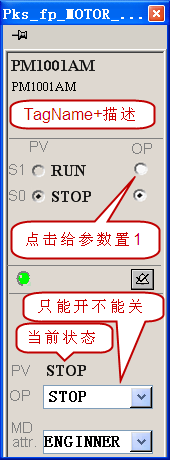 Pks_fp_MOTOR_...
PM1001AM
PM1001AM
TagName+描述
PV OP
S1 RUN
S0 STOP
点击给参数置1
只能开不能关
当前状态
PV STOP
OP STOP
MD
attr. ENGINNER